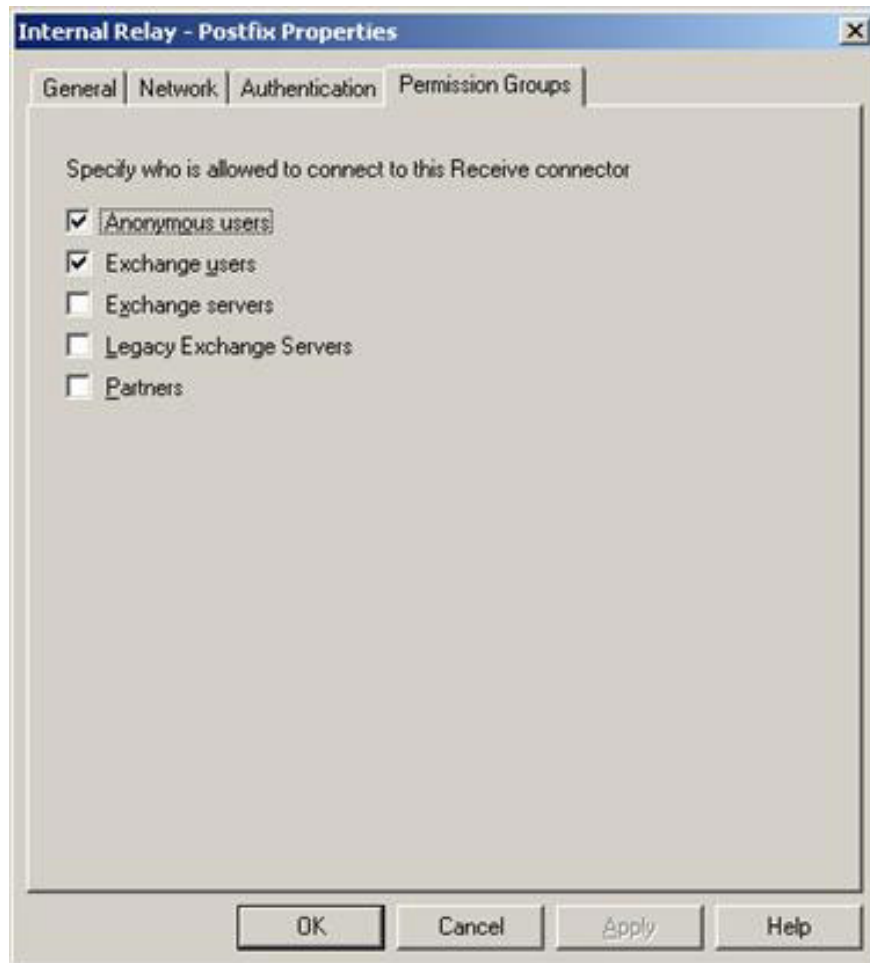 Internal Relay - Postfix Properties
General Network Authentication Permission Groups
Specify who is allowed to connect to this Receive connector
Anonymous users
Exchange users
Exchange servers
Legacy Exchange Servers
Partners
OK Cancel Apply Help